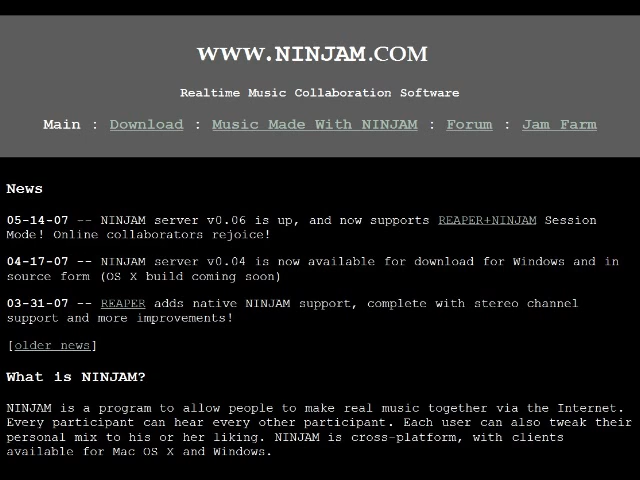 WWW.NINJAM.COM
Realtime Music Collaboration Software
Main : Download : Music Made With NINJAM : Forum : Jam Farm
News
05-14-07 -- NINJAM server v0.06 is up, and now supports REAPER+NINJAM Session
Mode! Online collaborators rejoice!
04-17-07 -- NINJAM server v0.04 is now available for download for Windows and in
source form (OS X build coming soon)
03-31-07 -- REAPER adds native NINJAM support, complete with stereo channel
support and more improvements!
[older news]
What is NINJAM?
NINJAM is a program to allow people to make real music together via the Internet.
Every participant can hear every other participant. Each user can also tweak their
personal mix to his or her liking. NINJAM is cross-platform, with clients
available for Mac OS X and Windows.